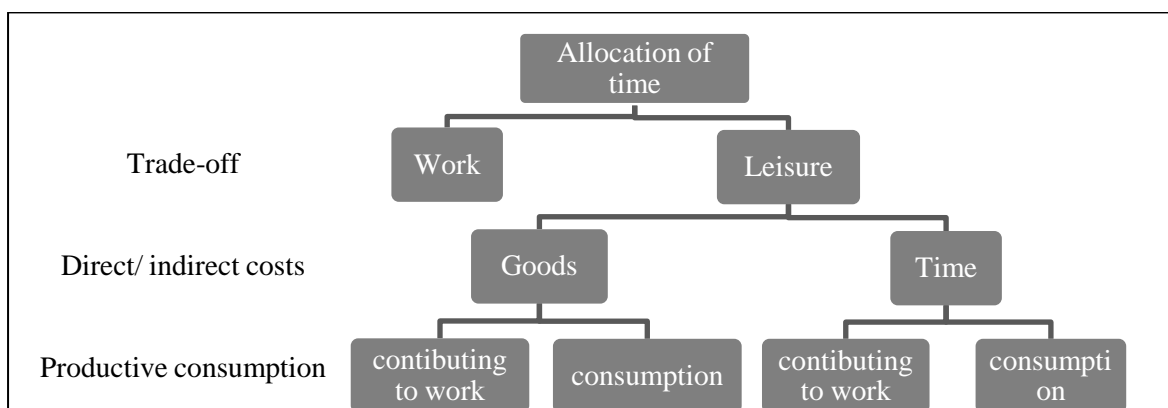 Allocation of
time
Trade-off
Work
Leisure
Direct/ indirect costs
Goods
Time
Productive consumption
contibuting
to work
consumption
contibuting
to work
consumpti
on